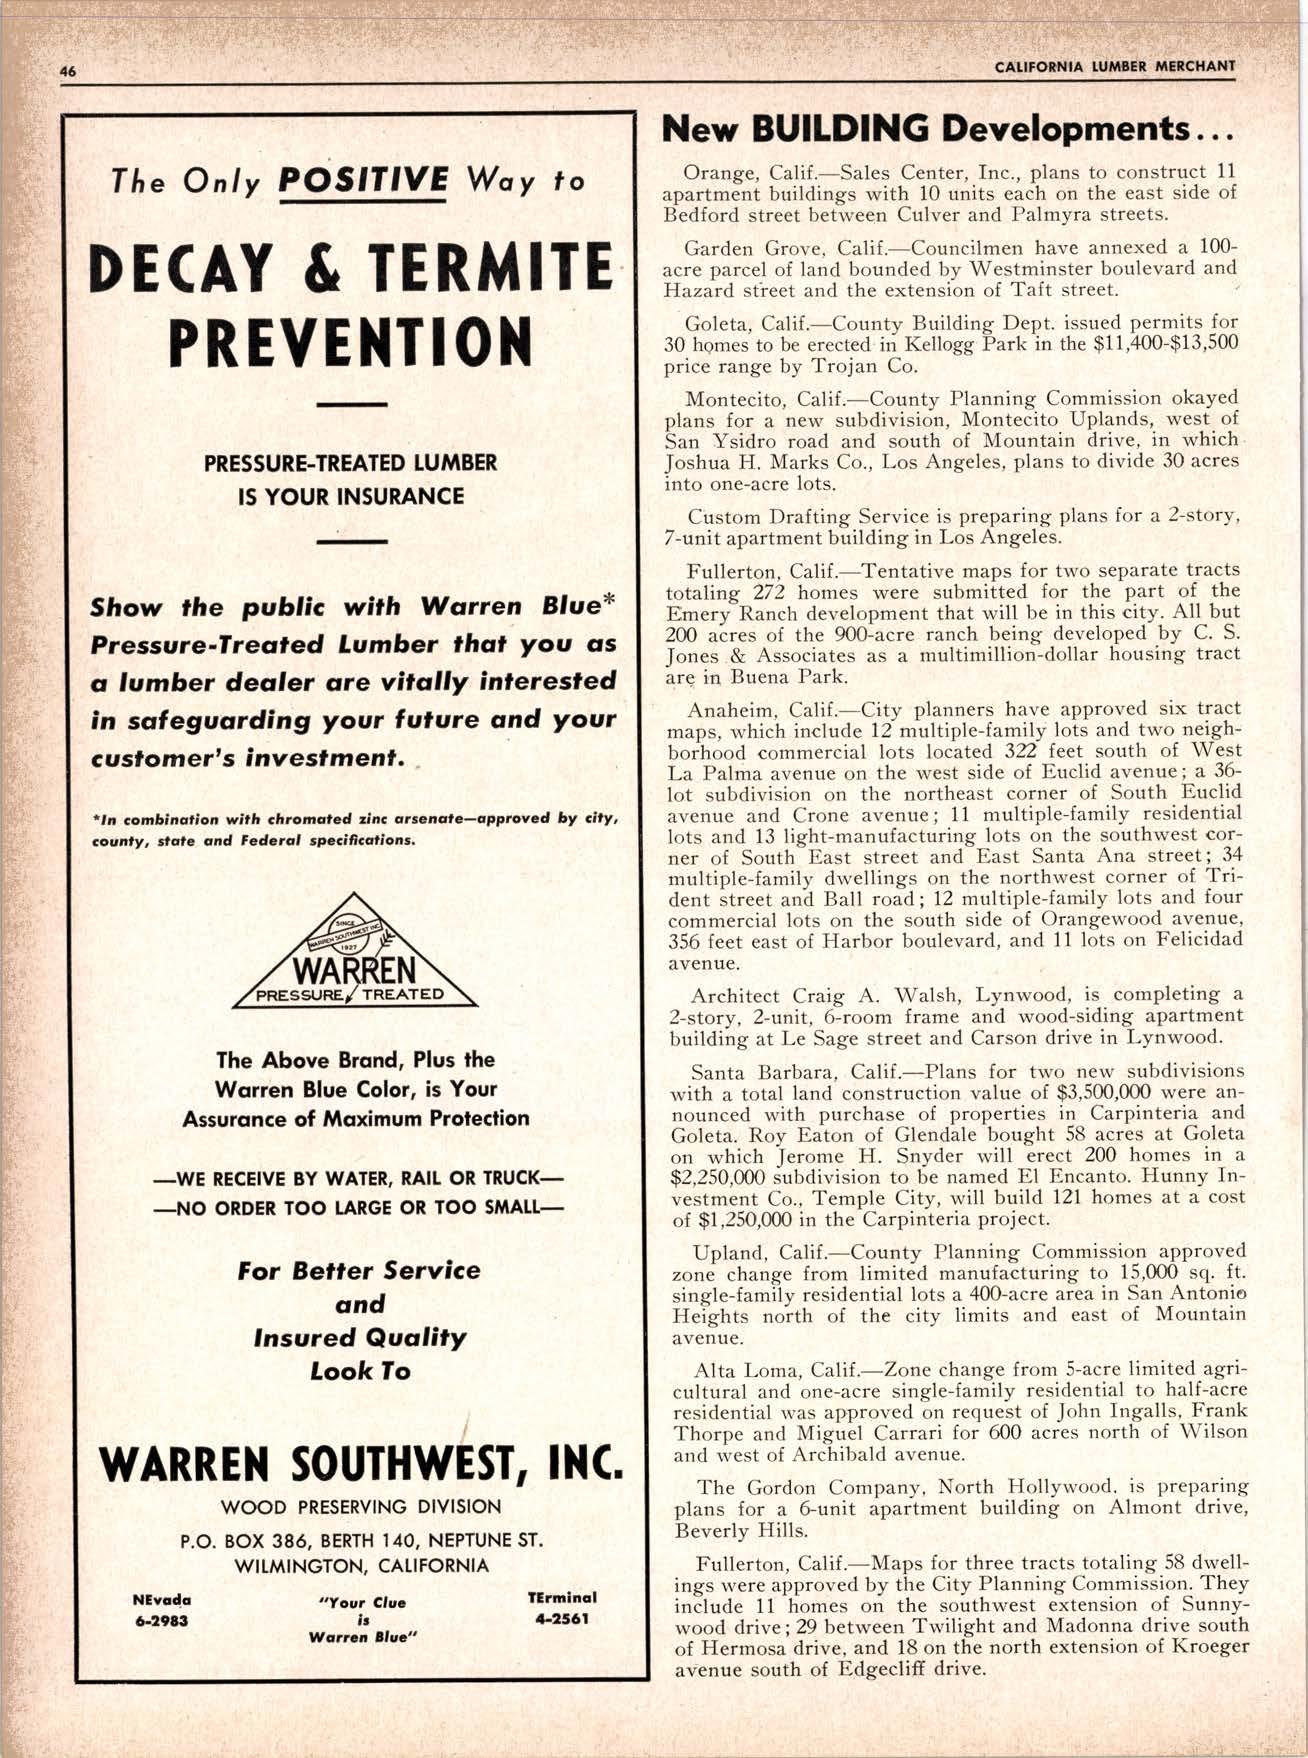 46
CALIFORNIA LUMBER MERCHANT
The Only POSITIVE Way to
DECAY & TERMITE
PREVENTION
PRESSURE-TREATED LUMBER
IS YOUR INSURANCE
Show the public with Warren Blue*
Pressure-Treated Lumber that you as
a lumber dealer are vitally interested
in safeguarding your future and your
customer's investment.
*In combination with chromated zinc arsenate—approved by city,
county, state and Federal specifications.
SINCE
WARREN SOUTHWEST INC
1927
WARREN
PRESSURE TREATED
The Above Brand, Plus the
Warren Blue Color, is Your
Assurance of Maximum Protection
—WE RECEIVE BY WATER, RAIL OR TRUCK—
—NO ORDER TOO LARGE OR TOO SMALL—
For Better Service
and
Insured Quality
Look To
WARREN SOUTHWEST, INC.
WOOD PRESERVING DIVISION
P.O. BOX 386, BERTH 140, NEPTUNE ST.
WILMINGTON, CALIFORNIA
NEvada
6-2983
"Your Clue
is
Warren Blue"
TErminal
4-2561
New BUILDING Developments...
Orange, Calif.—Sales Center, Inc., plans to construct 11
apartment buildings with 10 units each on the east side of
Bedford street between Culver and Palmyra streets.
Garden Grove, Calif.—Councilmen have annexed a 100-
acre parcel of land bounded by Westminster boulevard and
Hazard street and the extension of Taft street.
Goleta, Calif.—County Building Dept. issued permits for
30 homes to be erected in Kellogg Park in the $11,400-$13,500
price range by Trojan Co.
Montecito, Calif.—County Planning Commission okayed
plans for a new subdivision, Montecito Uplands, west of
San Ysidro road and south of Mountain drive, in which
Joshua H. Marks Co., Los Angeles, plans to divide 30 acres
into one-acre lots.
Custom Drafting Service is preparing plans for a 2-story,
7-unit apartment building in Los Angeles.
Fullerton, Calif.—Tentative maps for two separate tracts
totaling 272 homes were submitted for the part of the
Emery Ranch development that will be in this city. All but
200 acres of the 900-acre ranch being developed by C. S.
Jones & Associates as a multimillion-dollar housing tract
are in Buena Park.
Anaheim, Calif.—City planners have approved six tract
maps, which include 12 multiple-family lots and two neigh-
borhood commercial lots located 322 feet south of West
La Palma avenue on the west side of Euclid avenue; a 36-
lot subdivision on the northeast corner of South Euclid
avenue and Crone avenue; 11 multiple-family residential
lots and 13 light-manufacturing lots on the southwest cor-
ner of South East street and East Santa Ana street; 34
multiple-family dwellings on the northwest corner of Tri-
dent street and Ball road; 12 multiple-family lots and four
commercial lots on the south side of Orangewood avenue,
356 feet east of Harbor boulevard, and 11 lots on Felicidad
avenue.
Architect Craig A. Walsh, Lynwood, is completing a
2-story, 2-unit, 6-room frame and wood-siding apartment
building at Le Sage street and Carson drive in Lynwood.
Santa Barbara, Calif.—Plans for two new subdivisions
with a total land construction value of $3,500,000 were an-
nounced with purchase of properties in Carpinteria and
Goleta. Roy Eaton of Glendale bought 58 acres at Goleta
on which Jerome H. Snyder will erect 200 homes in a
$2,250,000 subdivision to be named El Encanto. Hunny In-
vestment Co., Temple City, will build 121 homes at a cost
of $1,250,000 in the Carpinteria project.
Upland, Calif.—County Planning Commission approved
zone change from limited manufacturing to 15,000 sq. ft.
single-family residential lots a 400-acre area in San Antonio
Heights north of the city limits and east of Mountain
avenue.
Alta Loma, Calif.—Zone change from 5-acre limited agri-
cultural and one-acre single-family residential to half-acre
residential was approved on request of John Ingalls, Frank
Thorpe and Miguel Carrari for 600 acres north of Wilson
and west of Archibald avenue.
The Gordon Company, North Hollywood. is preparing
plans for a 6-unit apartment building on Almont drive,
Beverly Hills.
Fullerton, Calif.—Maps for three tracts totaling 58 dwell-
ings were approved by the City Planning Commission. They
include 11 homes on the southwest extension of Sunny-
wood drive; 29 between Twilight and Madonna drive south
of Hermosa drive, and 18 on the north extension of Kroeger
avenue south of Edgecliff drive.